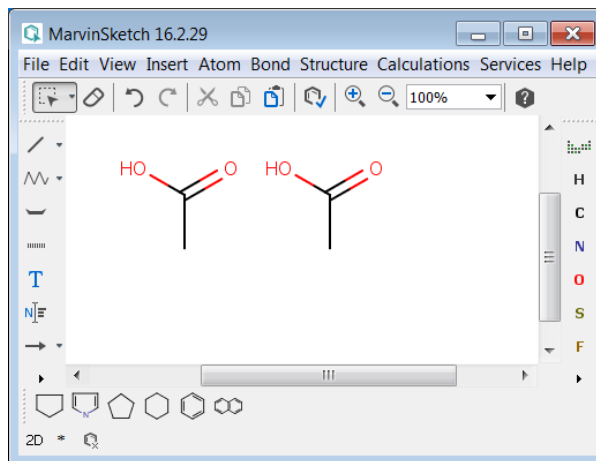 MarvinSketch 16.2.29
File Edit View Insert Atom Bond Structure Calculations Services Help
100%
HO O HO O
H
C
N
T
O
N
S
F
N
2D *